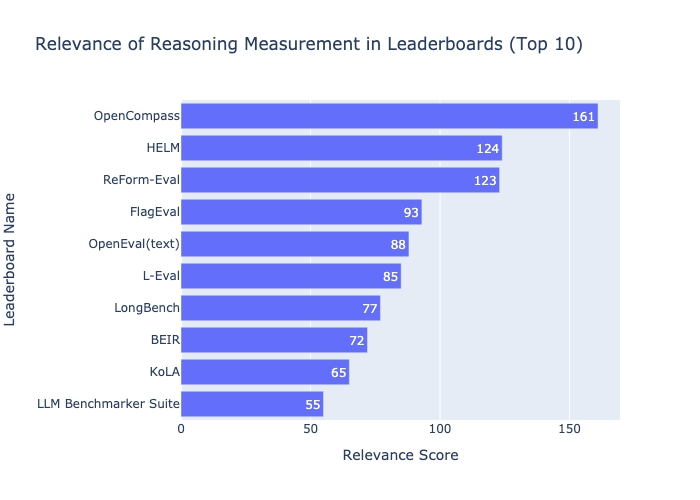 Relevance of Reasoning Measurement in Leaderboards (Top 10)
Leaderboard Name
OpenCompass 161
HELM 124
ReForm-Eval 123
FlagEval 93
OpenEval(text) 88
L-Eval 85
LongBench 77
BEIR 72
KoLA 65
LLM Benchmarker Suite 55
0 50 100 150
Relevance Score